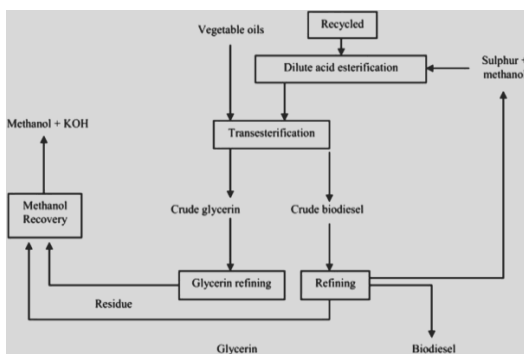 Vegetable oils
Recycled
Dilute acid esterification
Sulphur +
methanol
Methanol + KOH
Transesterification
Methanol
Recovery
Crude glycerin
Crude biodiesel
Glycerin refining
Refining
Residue
Glycerin
Biodiesel